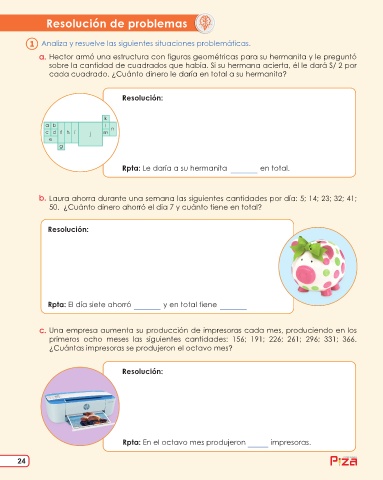 Resolución de problemas
1 Analiza y resuelve las siguientes situaciones problemáticas.
a. Hector armó una estructura con figuras geométricas para su hermanita y le preguntó
sobre la cantidad de cuadrados que había. Si su hermana acierta, él le dará S/ 2 por
cada cuadrado. ¿Cuánto dinero le daría en total a su hermanita?
Resolución:
Rpta: Le daría a su hermanita ______ en total.
b. Laura ahorra durante una semana las siguientes cantidades por día: 5; 14; 23; 32; 41;
50. ¿Cuánto dinero ahorró el día 7 y cuánto tiene en total?
Resolución:
Rpta: El día siete ahorró ______ y en total tiene ______
c. Una empresa aumenta su producción de impresoras cada mes, produciendo en los
primeros ocho meses las siguientes cantidades: 156; 191; 226; 261; 296; 331; 366.
¿Cuántas impresoras se produjeron el octavo mes?
Resolución:
Rpta: En el octavo mes produjeron _____ impresoras.
24